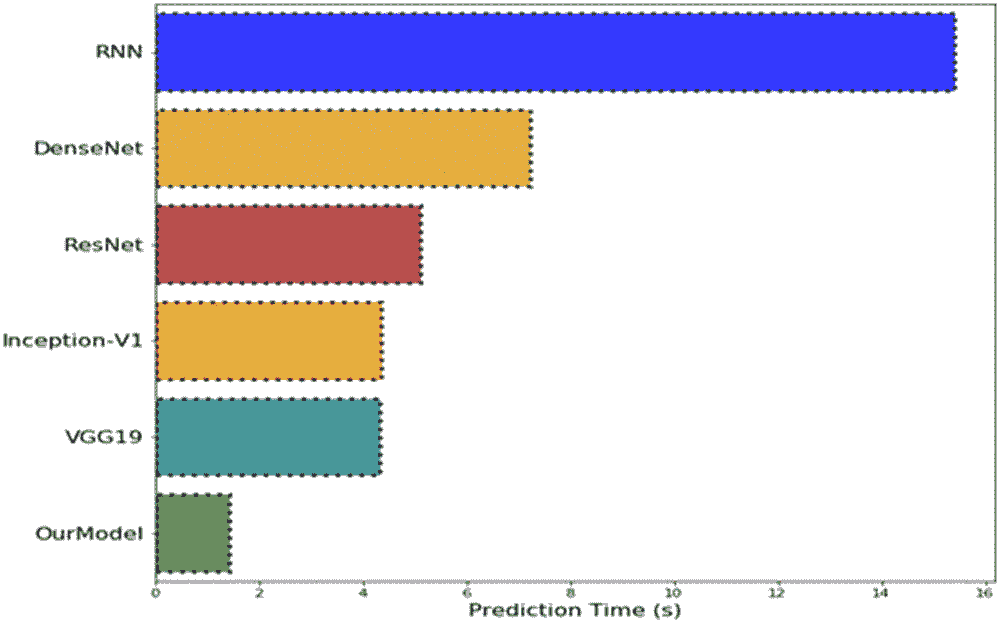 RNN
DenseNet
ResNet
Inception-V1
VGG19
OurModel
0 2 4 6 8 10 12 14 16
Prediction Time (s)